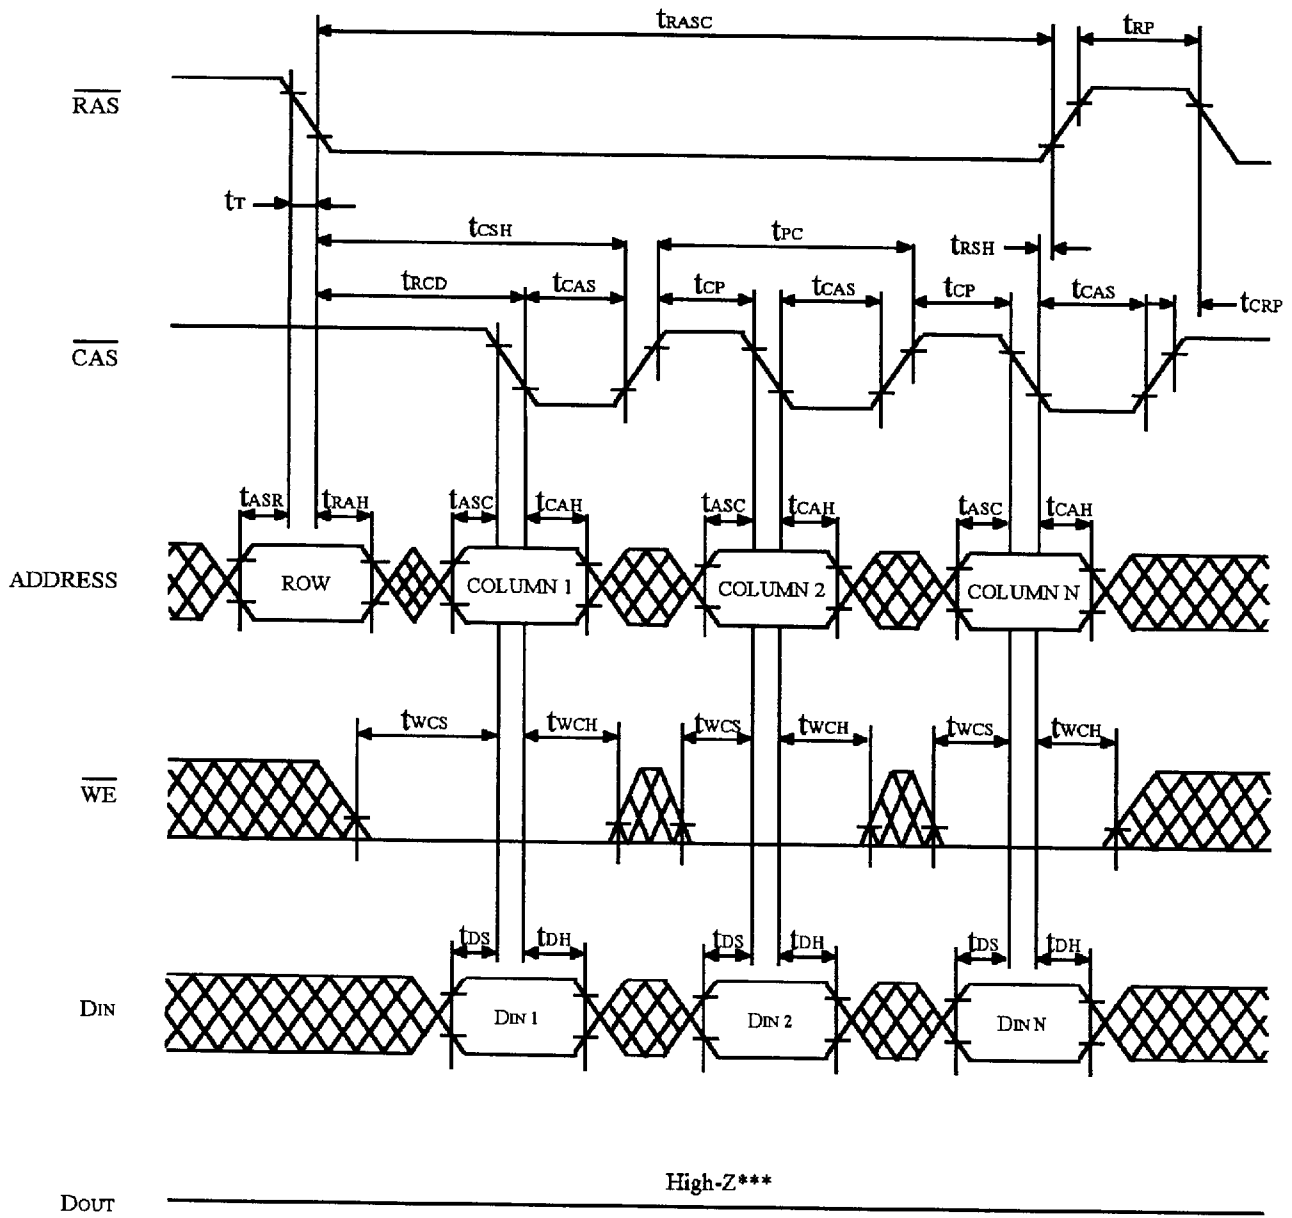 tRASC tRP
RAS
tT
tCSH tPC tRSH
tRCD tCAS tCP tCAS tCP tCAS tCRP
CAS
tASR tRAH tASC tCAH tASC tCAH tASC tCAH
ADDRESS ROW COLUMN 1 COLUMN 2 COLUMN N
tWCS tWCH tWCS tWCH tWCS tWCH
WE
tDS tDH tDS tDH tDS tDH
DIN DIN 1 DIN 2 DIN N
High-Z***
DOUT